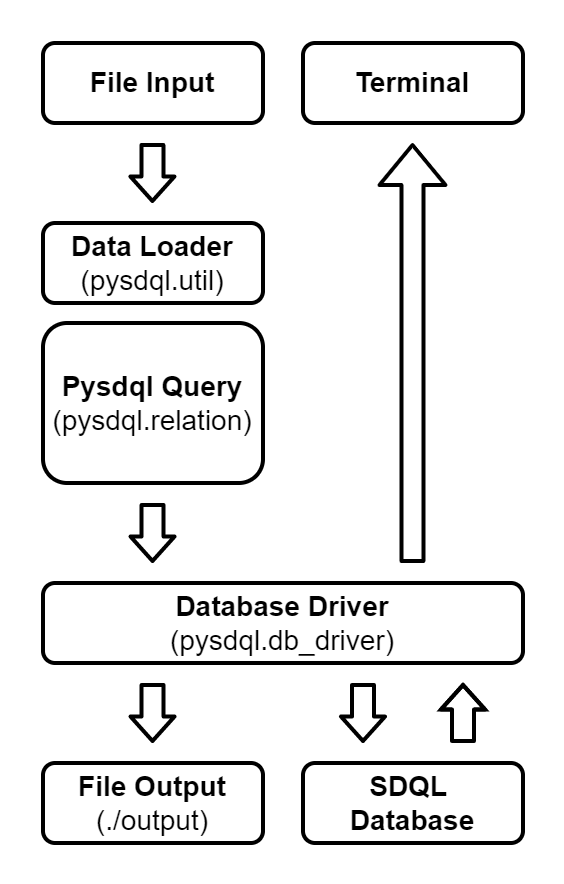 File Input
Terminal
Data Loader
(pysdql.util)
Pysdql Query
(pysdql.relation)
Database Driver
(pysdql.db_driver)
File Output
(./output)
SDQL
Database